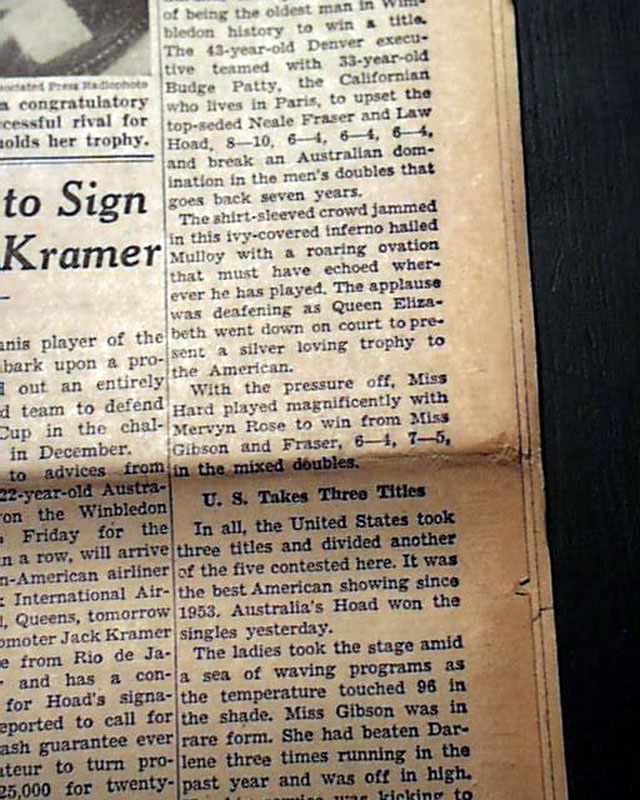 Associated Press Radiophoto
a congratulatory
cessful rival for
holds her trophy.
to Sign
Kramer
nnis player of the
mbark upon a pro-
out an entirely
d team to defend
Cup in the chal-
in December.
to advices from
22-year-old Austra-
won the Wimbledon
Friday for the
n a row, will arrive
n-American airliner
International Air-
Queens, tomorrow
omoter Jack Kramer
e from Rio de Ja-
and has a con-
for Hoad's signa-
eported to call for
ash guarantee ever
ateur to turn pro-
25,000 for twenty-
of being the oldest man in Wim-
bledon history to win a title.
The 43-year-old Denver execu-
tive teamed with 33-year-old
Budge Patty, the Californian
who lives in Paris, to upset the
top-seded Neale Fraser and Law
Hoad, 8—10, 6—4, 6—4, 6—4,
and break an Australian dom-
ination in the men's doubles that
goes back seven years.
The shirt-sleeved crowd jammed
in this ivy-covered inferno hailed
Mulloy with a roaring ovation
that must have echoed wher-
ever he has played. The applause
was deafening as Queen Eliza-
beth went down on court to pre-
sent a silver loving trophy to
the American.
With the pressure off, Miss
Hard played magnificently with
Mervyn Rose to win from Miss
Gibson and Fraser, 6—4, 7—5,
in the mixed doubles.
U. S. Takes Three Titles
In all, the United States took
three titles and divided another
of the five contested here. It was
the best American showing since
1953. Australia's Hoad won the
singles yesterday.
The ladies took the stage amid
a sea of waving programs as
the temperature touched 96 in
the shade. Miss Gibson was in
rare form. She had beaten Dar-
lene three times running in the
past year and was off in high.
service was kicking to